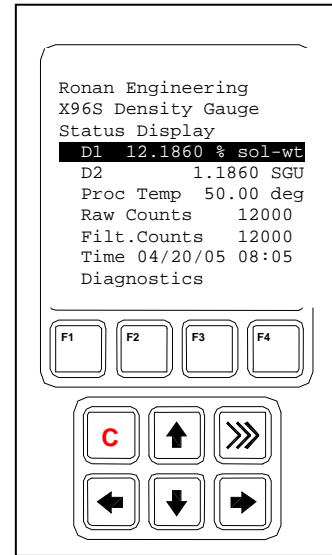 Ronan Engineering
X96S Density Gauge
Status Display
D1 12.1860 % sol-wt
D2 1.1860 SGU
Proc Temp 50.00 deg
Raw Counts 12000
Filt.Counts 12000
Time 04/20/05 08:05
Diagnostics
F1 F2 F3 F4
C